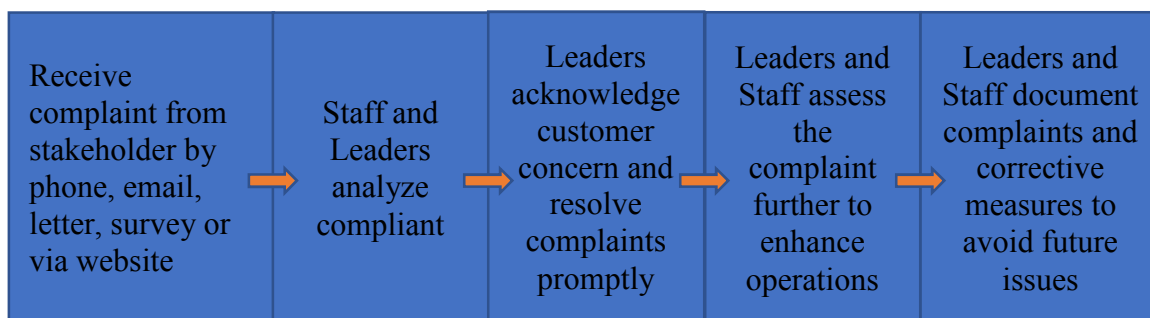 Receive
complaint from
stakeholder by
phone, email,
letter, survey or
via website
Staff and
Leaders
analyze
compliant
Leaders
acknowledge
customer
concern and
resolve
complaints
promptly
Leaders and
Staff assess
the
complaint
further to
enhance
operations
Leaders and
Staff document
complaints and
corrective
measures to
avoid future
issues